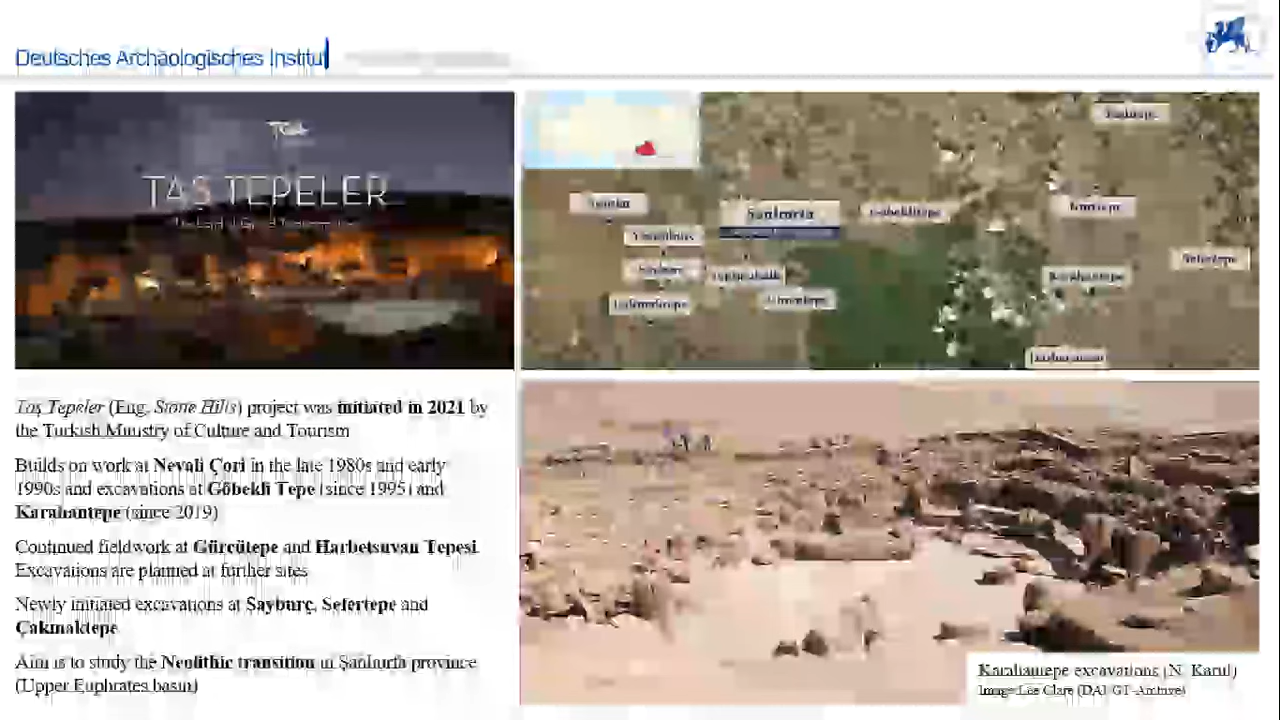 Deutsches Archäologisches Institut
TAŞ TEPELER
Şanlıurfa
Göbeklitepe
Sefertepe
Karahantepe
Taş Tepeler (Eng. Stone Hills) project was initiated in 2021 by
the Turkish Ministry of Culture and Tourism
Builds on work at Nevalı Çori in the late 1980s and early
1990s and excavations at Göbekli Tepe (since 1995) and
Karahantepe (since 2019)
Continued fieldwork at Gürcütepe and Harbetsuvan Tepesi.
Excavations are planned at further sites
Newly initiated excavations at Sayburç, Sefertepe and
Çakmaktepe
Aim is to study the Neolithic transition in Şanlıurfa province
(Upper Euphrates basin)
Karahantepe excavations (N. Karul)
Image: Lee Clare (DAI-GT-Archive)